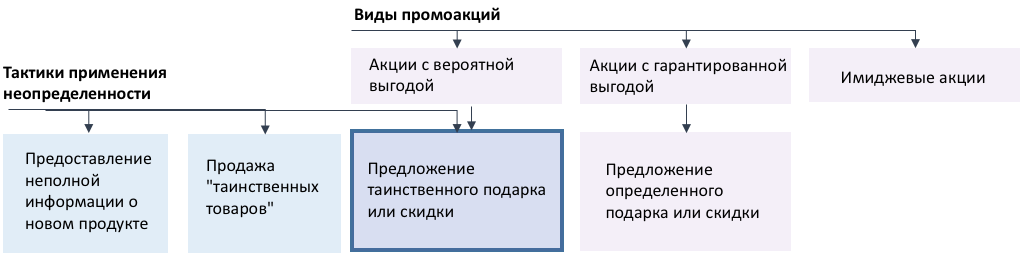 Виды промоакций
Тактики применения
неопределенности
Акции с вероятной
выгодой
Акции с гарантированной
выгодой
Имиджевые акции
Предоставление
неполной
информации о
новом продукте
Продажа
"таинственных
товаров"
Предложение
таинственного подарка
или скидки
Предложение
определенного
подарка или скидки